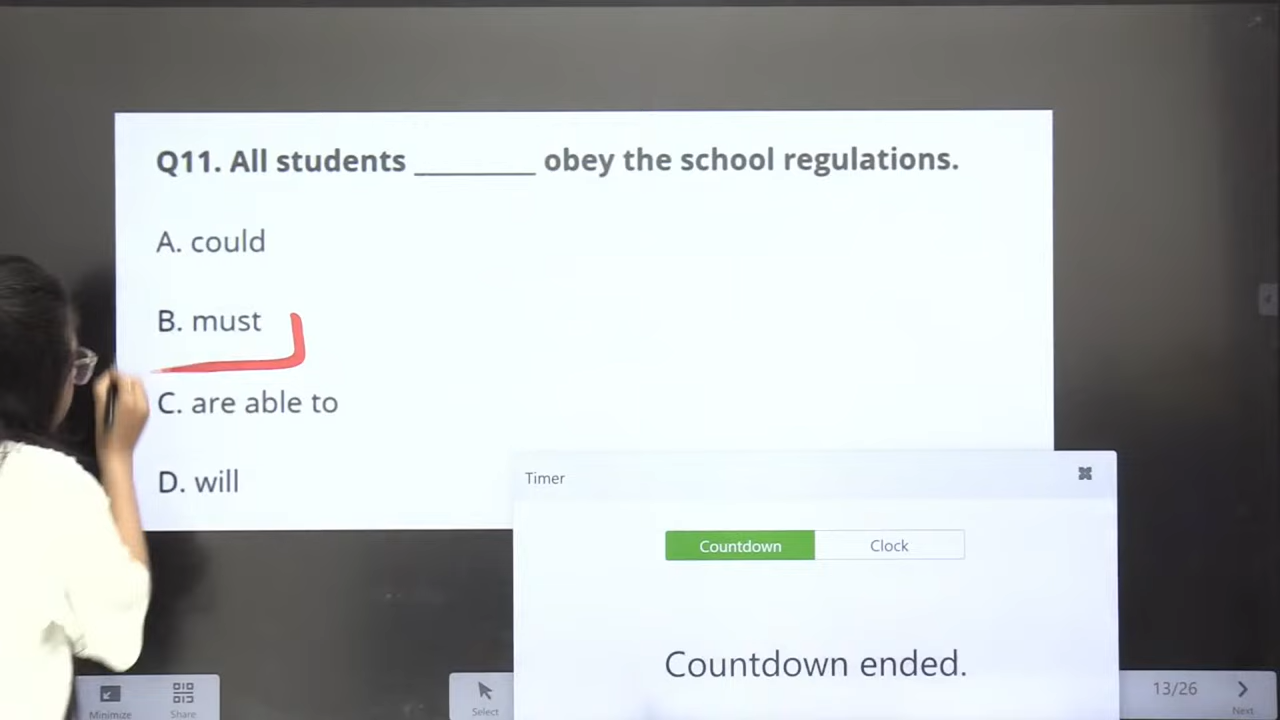 Q11. All students ________ obey the school regulations.
A. could
B. must
C. are able to
D. will
Timer
Countdown
Clock
Countdown ended.
Minimize
Share
Select
13/26
Next